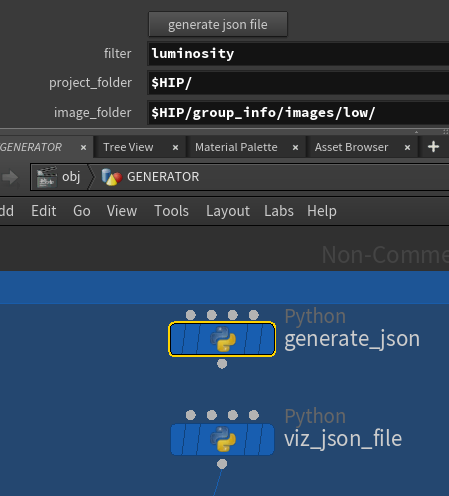 generate json file
filter luminosity
project_folder $HIP/
image_folder $HIP/group_info/images/low/
GENERATOR × Tree View × Material Palette × Asset Browser × +
obj GENERATOR
dd Edit Go View Tools Layout Labs Help
Non-Comme
Python
generate_json
Python
viz_json_file